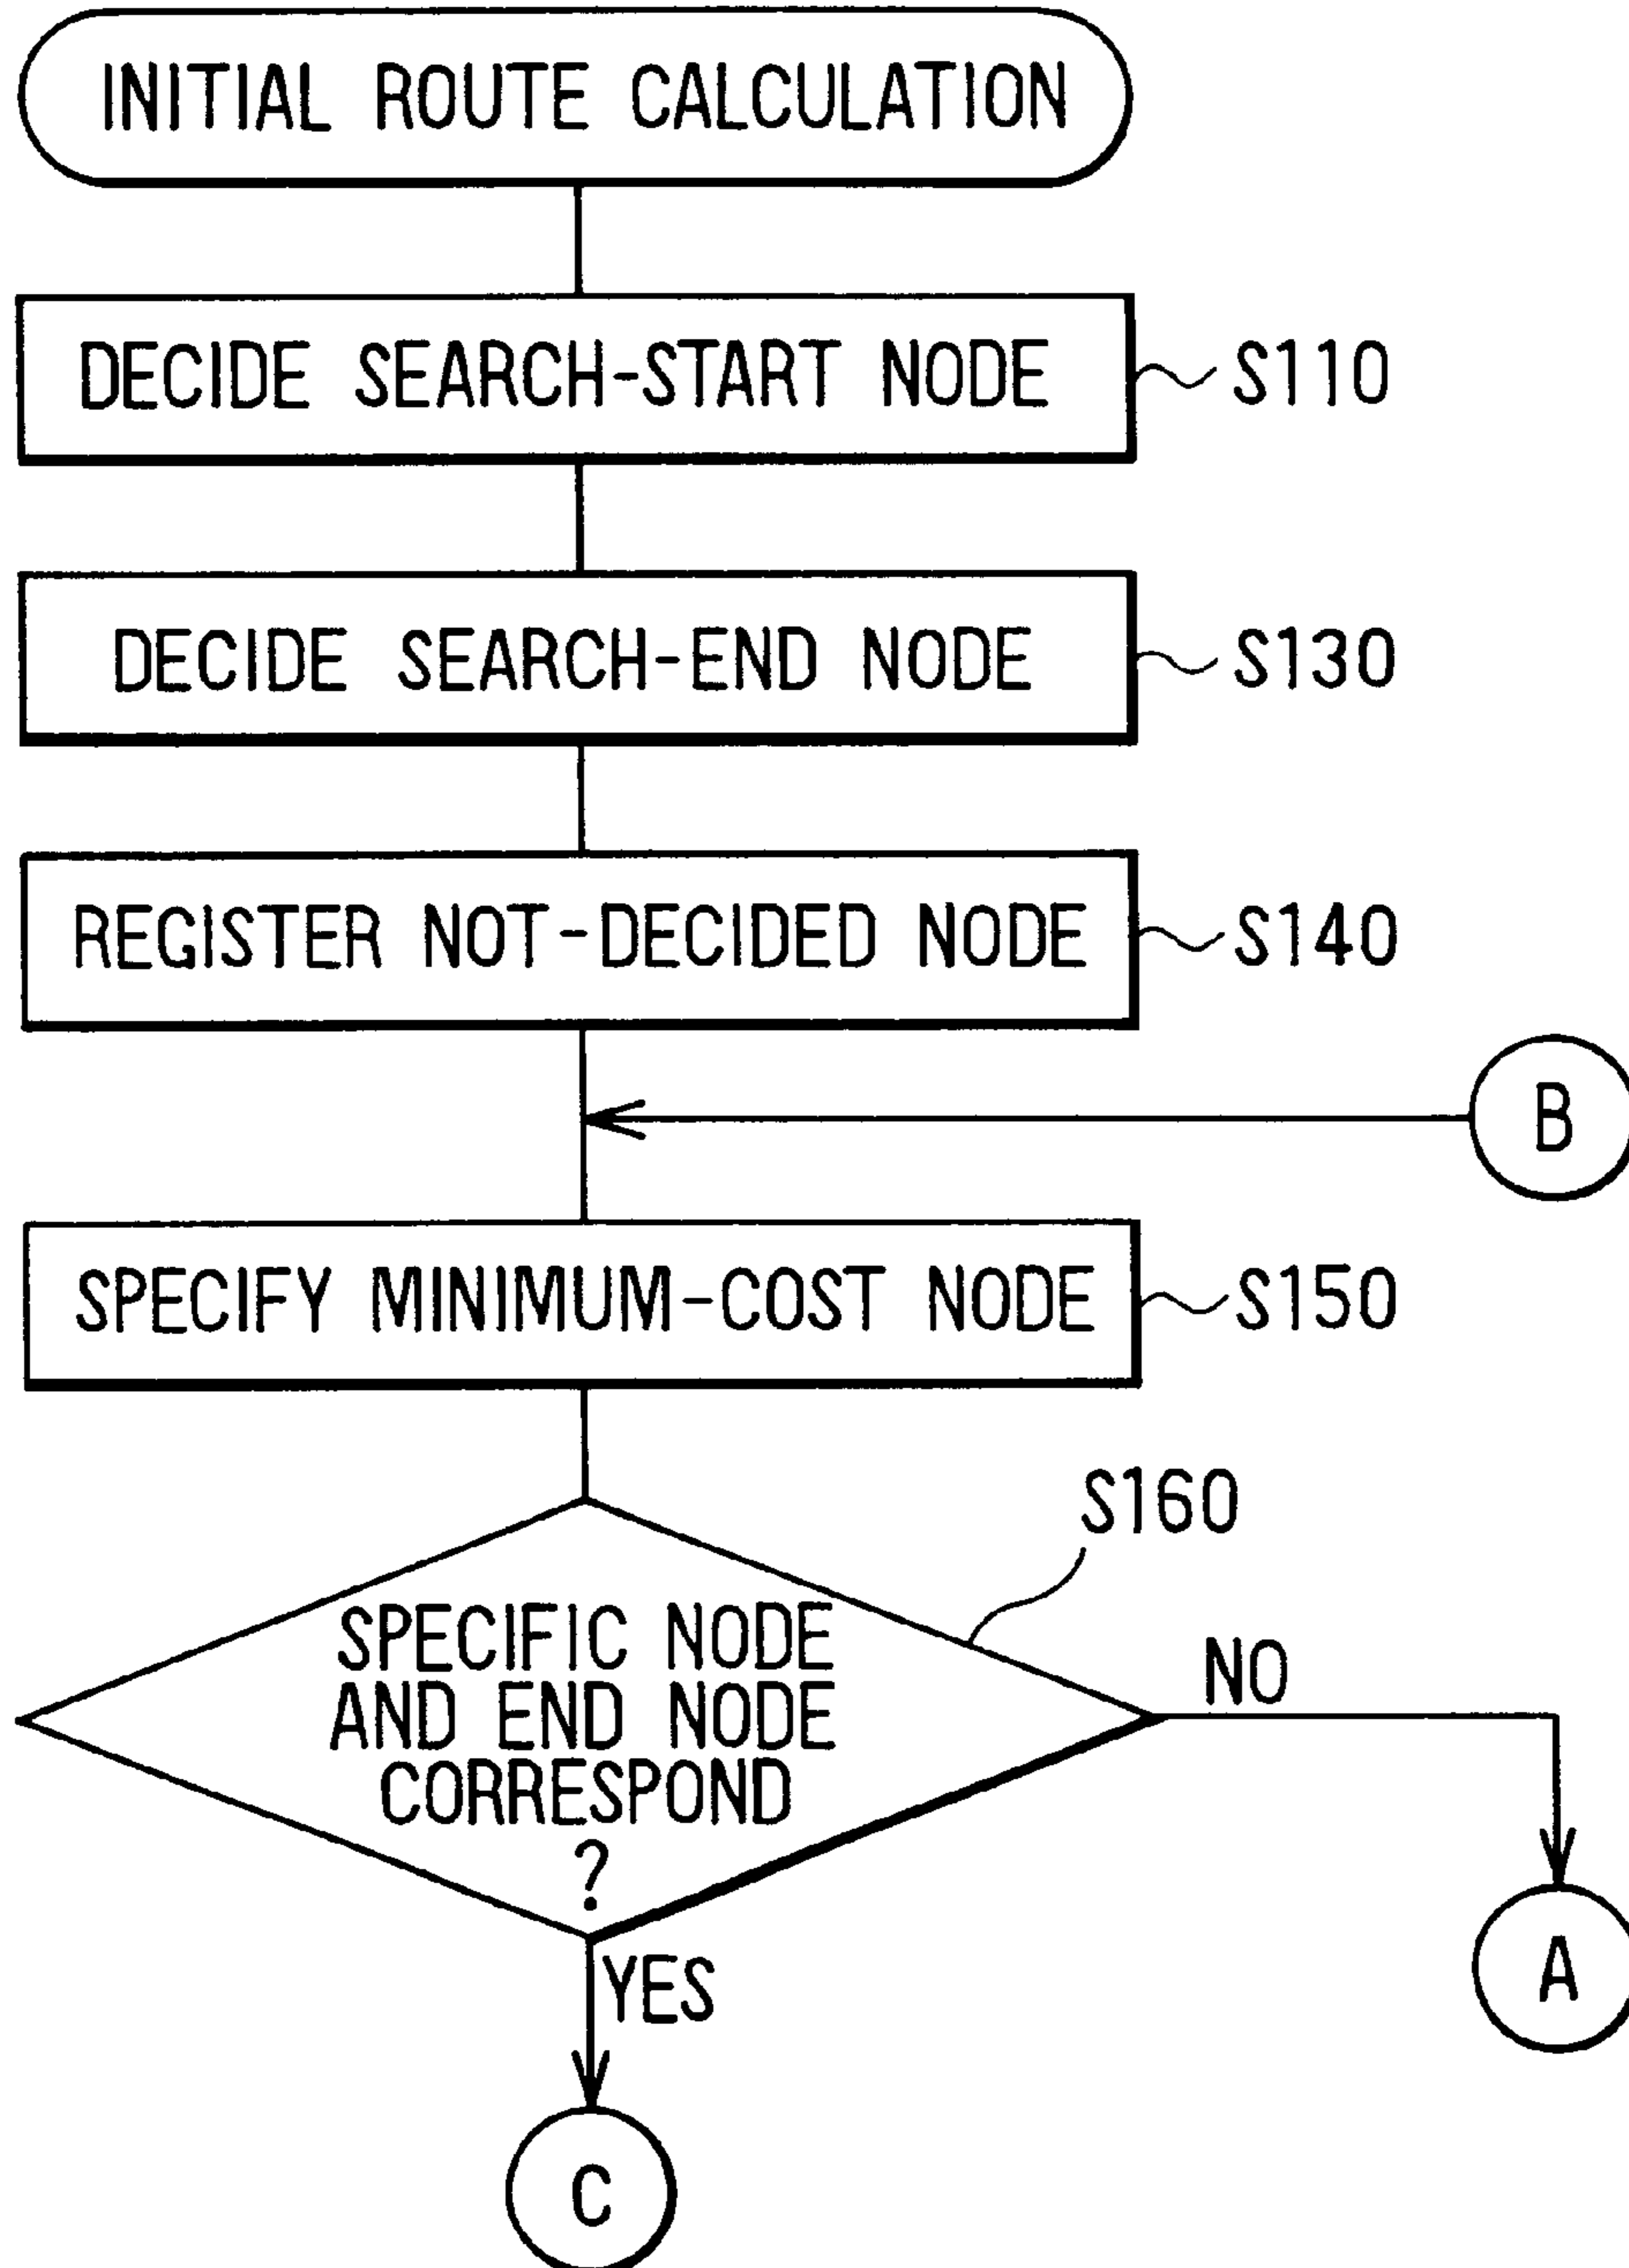 INITIAL ROUTE CALCULATION
DECIDE SEARCH-START NODE
S110
DECIDE SEARCH-END NODE
S130
REGISTER NOT-DECIDED NODE
S140
B
SPECIFY MINIMUM-COST NODE
S150
S160
SPECIFIC NODE
AND END NODE
CORRESPOND
?
NO
YES
A
C